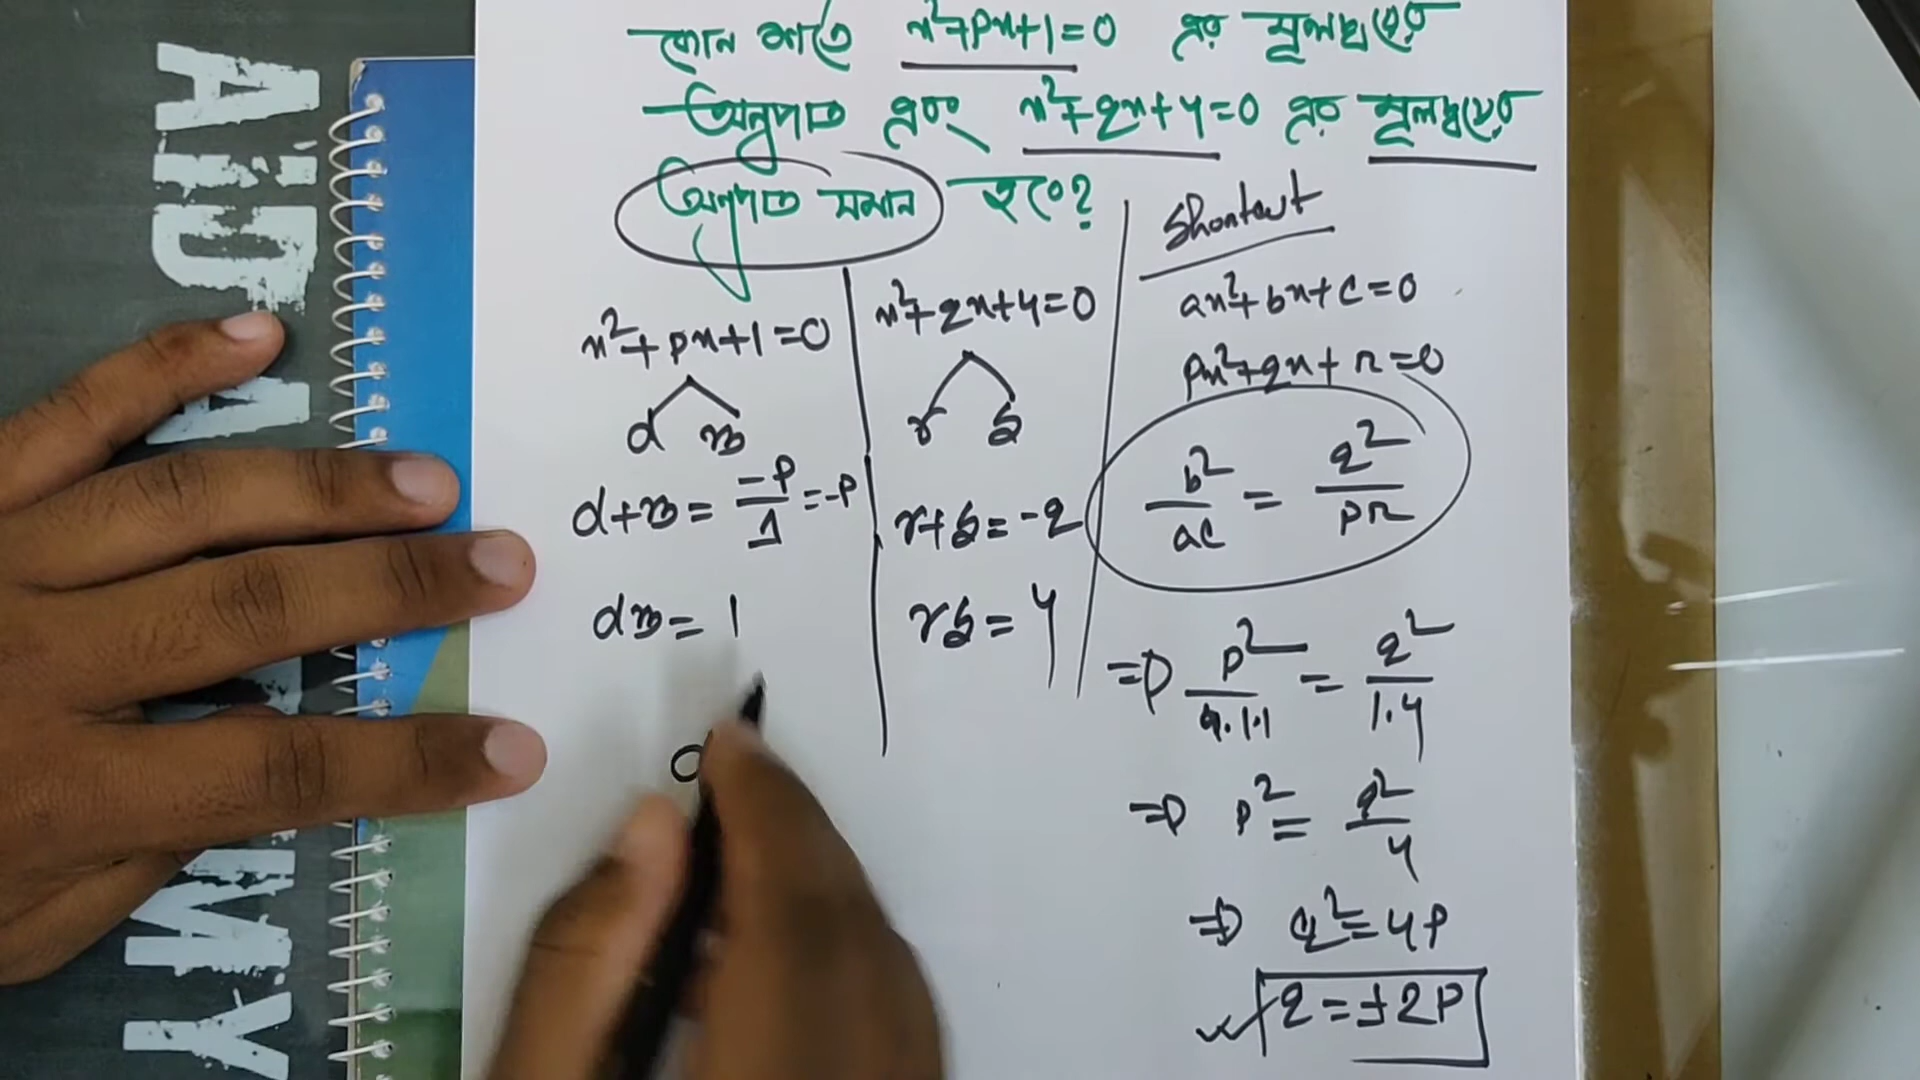 কোন শর্তে x²+px+1=0 এর মূলদ্বয়ের
অনুপাত এবং x²+qx+4=0 এর মূলদ্বয়ের
অনুপাত সমান হবে?
x²+px+1=0
α β
α+β = -p/1 = -p
αβ = 1
α
x²+qx+4=0
γ δ
γ+δ = -q
γδ = 4
Shortcut
ax²+bx+c=0
px²+qx+r=0
b²/ac = q²/pr
⇒ p²/1.1 = q²/1.4
⇒ p² = q²/4
⇒ q² = 4p
q = ±2p
AIDA
MY